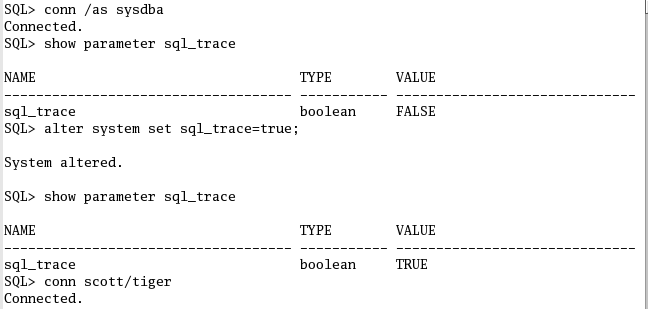 SQL> conn /as sysdba
Connected.
SQL> show parameter sql_trace
NAME                                 TYPE        VALUE
------------------------------------ ----------- ------------------------------
sql_trace                            boolean     FALSE
SQL> alter system set sql_trace=true;
System altered.
SQL> show parameter sql_trace
NAME                                 TYPE        VALUE
------------------------------------ ----------- ------------------------------
sql_trace                            boolean     TRUE
SQL> conn scott/tiger
Connected.